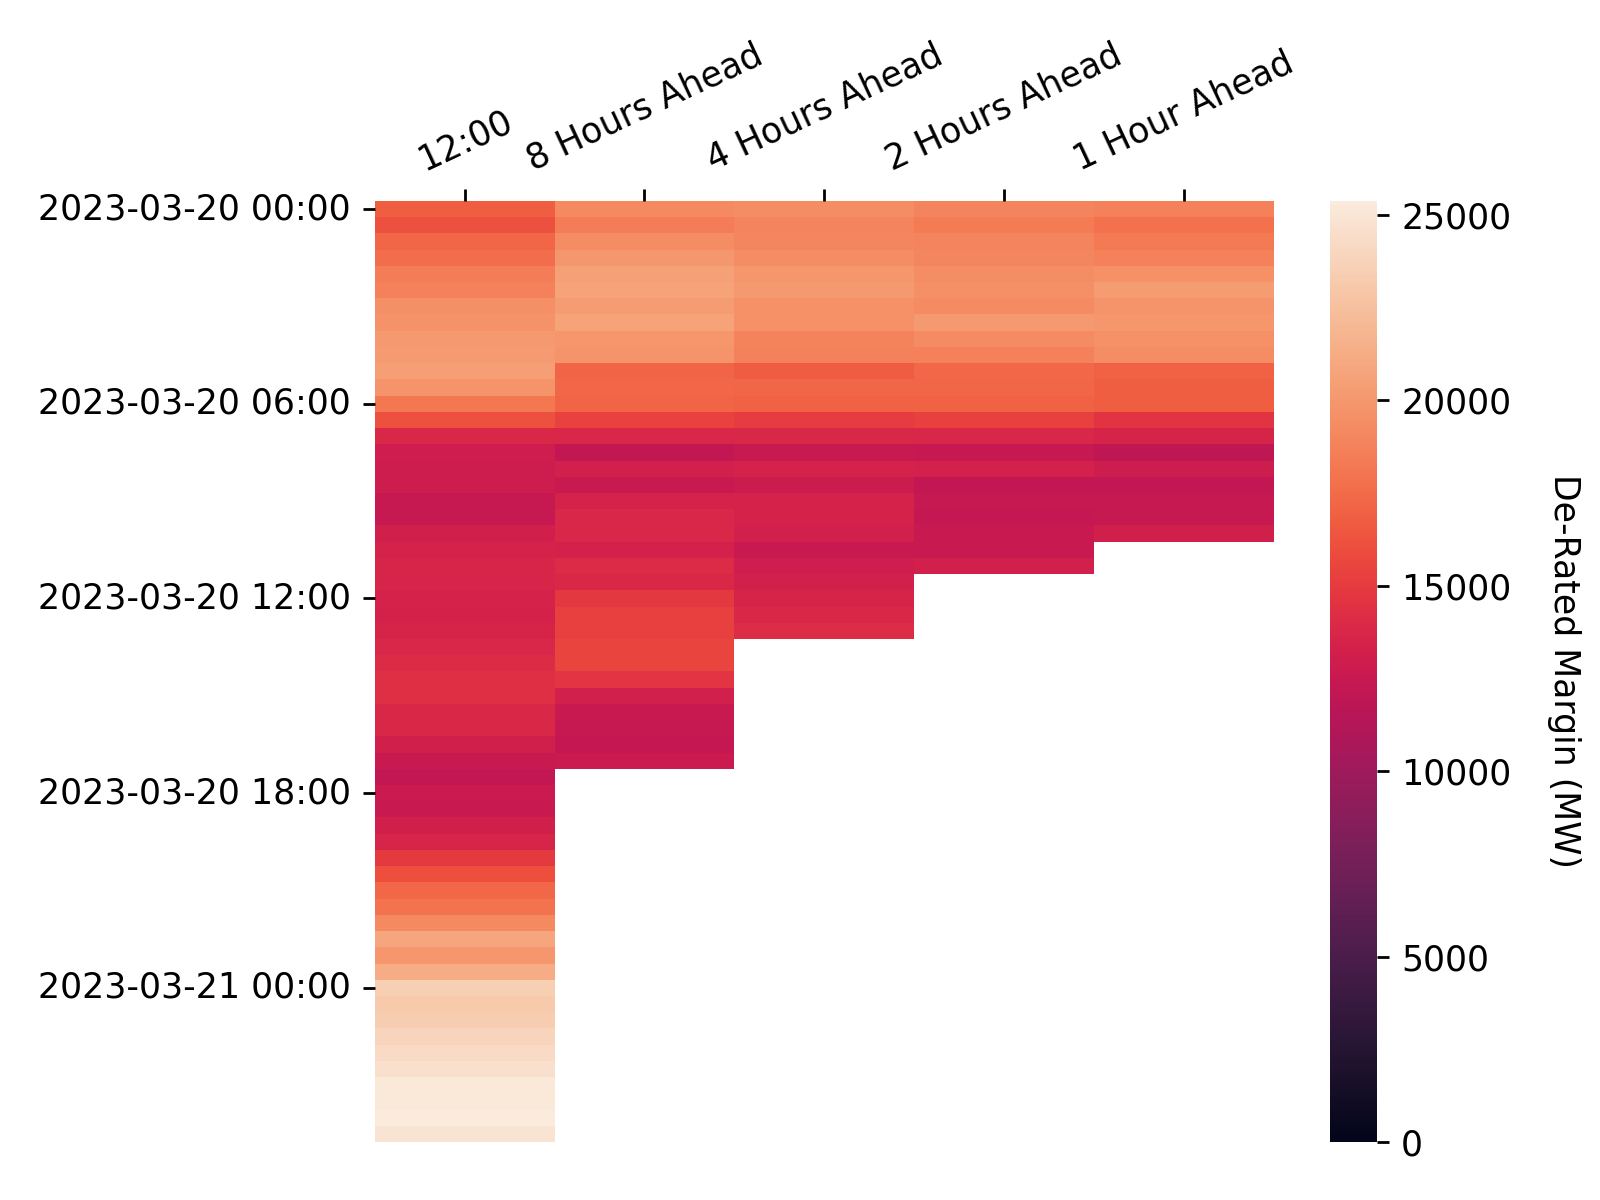 12:00
8 Hours Ahead
4 Hours Ahead
2 Hours Ahead
1 Hour Ahead
2023-03-20 00:00
2023-03-20 06:00
2023-03-20 12:00
2023-03-20 18:00
2023-03-21 00:00
25000
20000
15000
10000
5000
0
De-Rated Margin (MW)